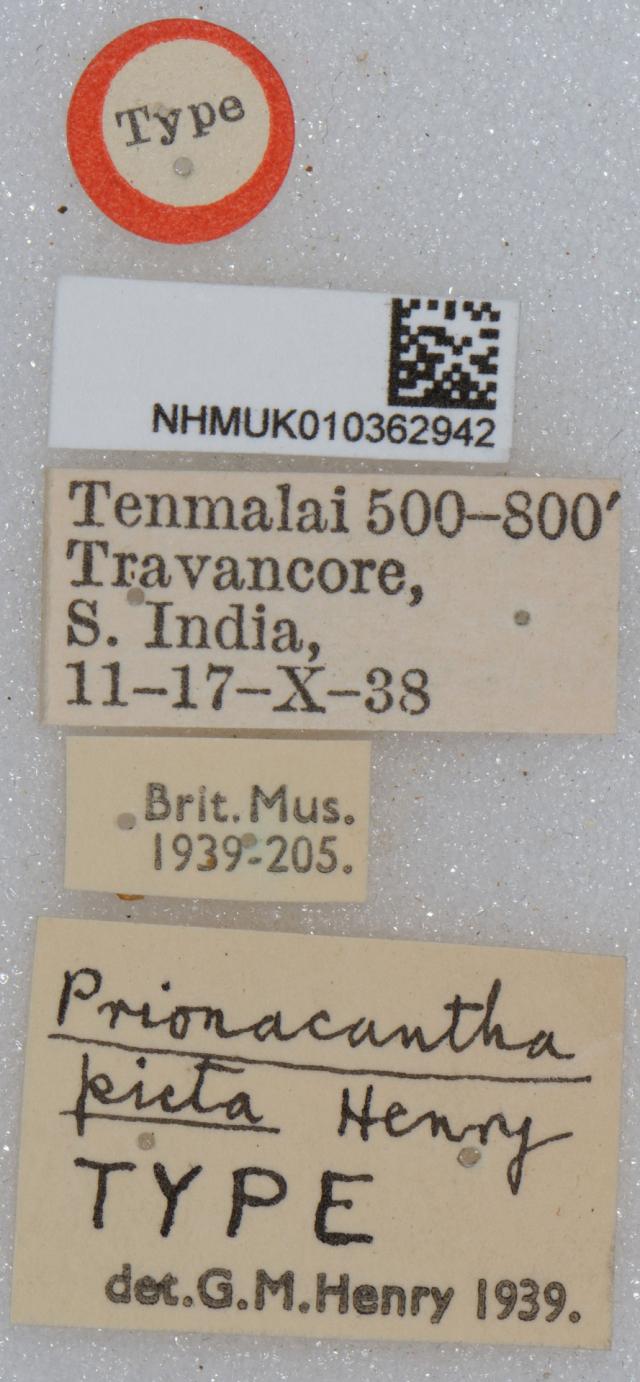 Type
NHMUK010362942
Tenmalai 500–800′
Travancore,
S. India,
11–17–X–38
Brit. Mus.
1939-205.
Prionacantha
picta Henry
TYPE
det. G. M. Henry 1939.